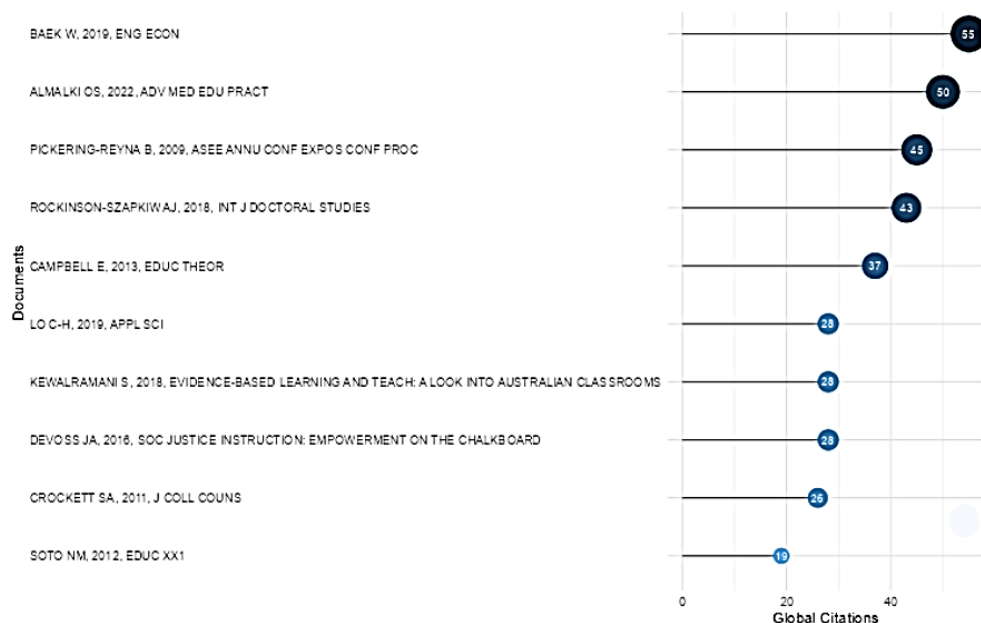 BAEK W, 2019, ENG ECON
55
ALMALKI OS, 2022, ADV MED EDU PRACT
50
PICKERING-REYNA B, 2009, ASEE ANNU CONF EXPOS CONF PROC
45
ROCKINSON-SZAPKIW AJ, 2018, INT J DOCTORAL STUDIES
43
CAMPBELL E, 2013, EDUC THEOR
37
LO C-H, 2019, APPL SCI
28
KEWALRAMANI S, 2018, EVIDENCE-BASED LEARNING AND TEACH: A LOOK INTO AUSTRALIAN CLASSROOMS
28
DEVOSS JA, 2016, SOC JUSTICE INSTRUCTION: EMPOWERMENT ON THE CHALKBOARD
28
CROCKETT SA, 2011, J COLL COUNS
26
SOTO NM, 2012, EDUC XX1
19
Documents
0 20 40
Global Citations